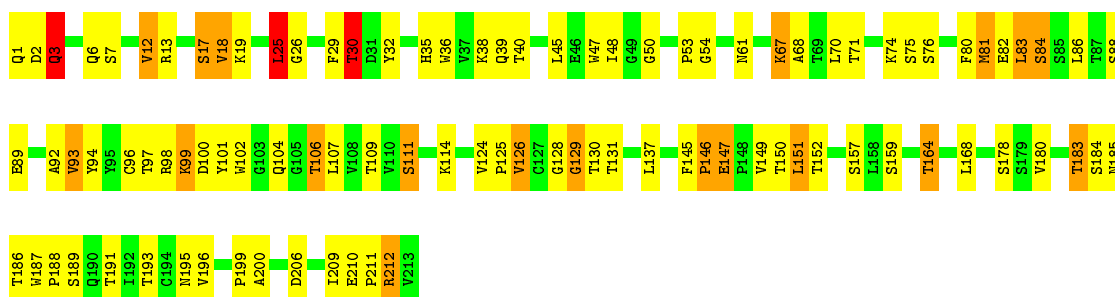 Q1 D2 Q3 Q6 S7 V12 R13 S17 V18 K19 L25 G26 F29 T30 D31 Y32 H35 W36 V37 K38 Q39 T40 L45 E46 W47 I48 G49 G50 P53 G54 N61 K67 A68 T69 L70 T71 K74 S75 S76 F80 M81 E82 L83 S84 S85 L86 T87 S88
E89 A92 V93 Y94 Y95 C96 T97 R98 K99 D100 Y101 W102 G103 Q104 G105 T106 L107 V108 T109 V110 S111 K114 V124 P125 V126 C127 G128 G129 T130 T131 L137 F145 P146 E147 P148 V149 T150 L151 T152 S157 L158 S159 T164 L168 S178 S179 V180 T183 S184 N185
T186 W187 P188 S189 Q190 T191 I192 T193 C194 N195 V196 P199 A200 D206 I209 E210 P211 R212 V213